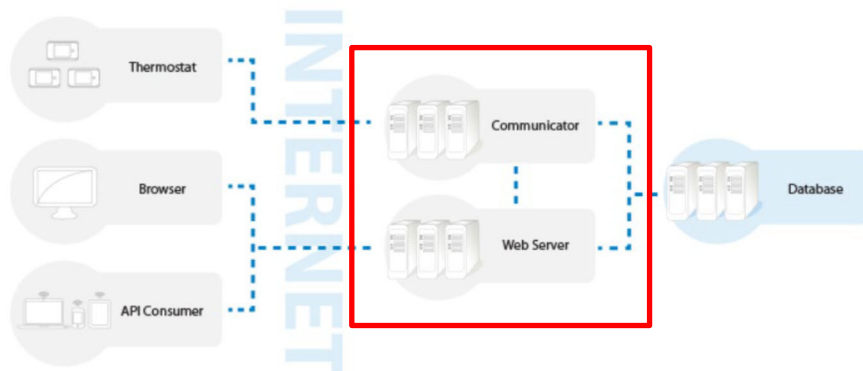 Thermostat
Browser
API Consumer
INTERNET
Communicator
Web Server
Database